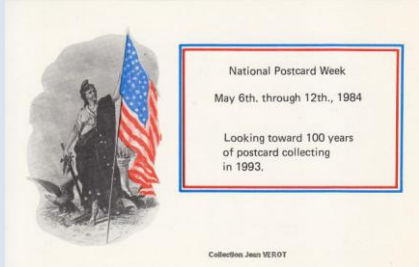 National Postcard Week
May 6th. through 12th., 1984
Looking toward 100 years
of postcard collecting
in 1993.
Collection Jean VEROT